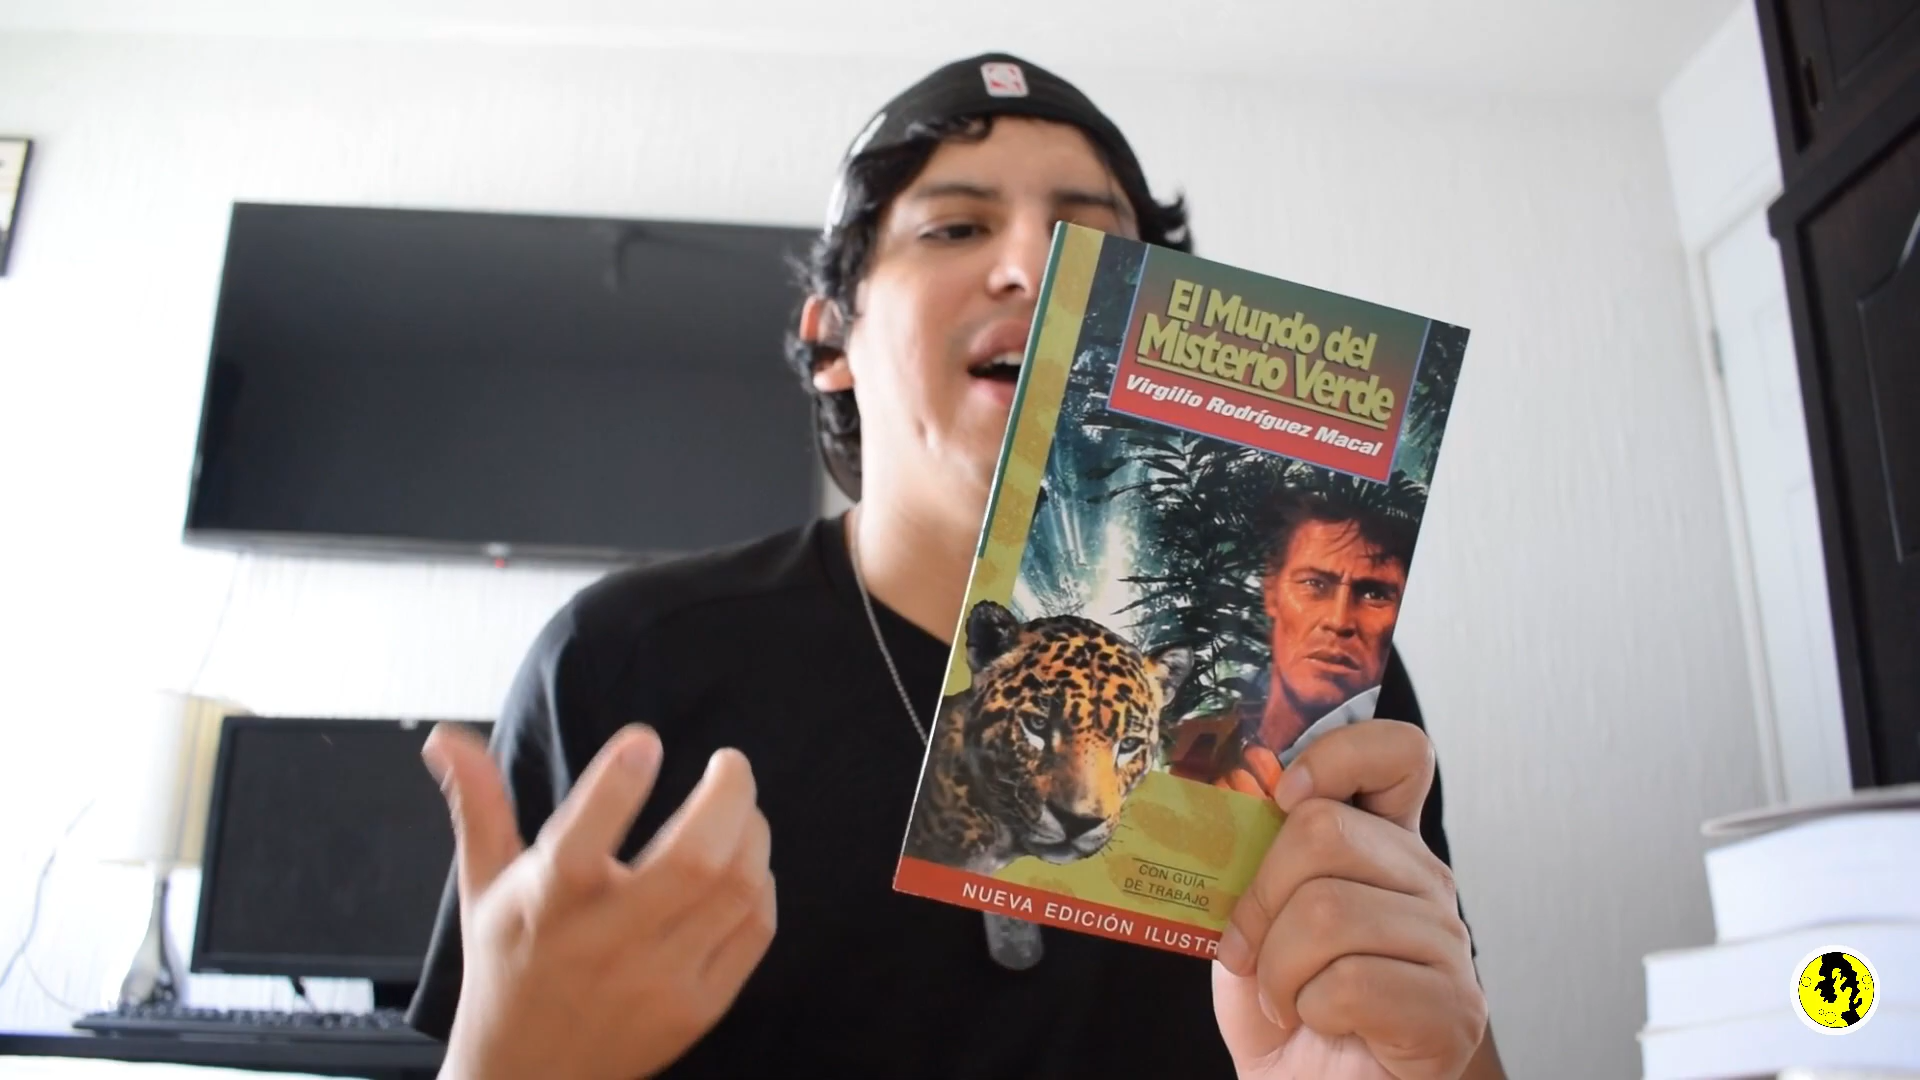 El Mundo del
Misterio Verde
Virgilio Rodríguez Macal
CON GUÍA
DE TRABAJO
NUEVA EDICIÓN ILUSTR